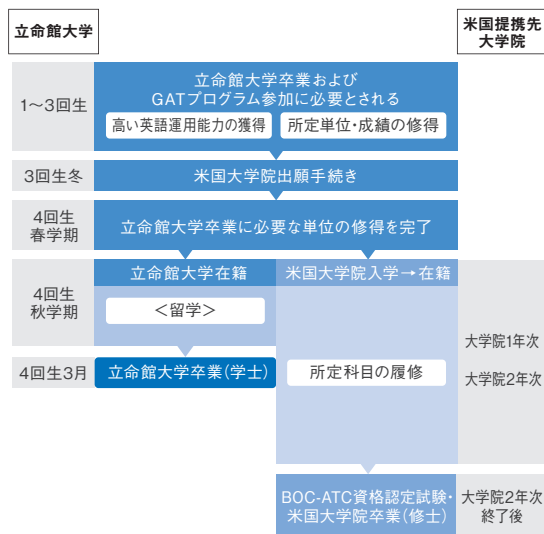 立命館大学
米国提携先
大学院
1〜3回生
立命館大学卒業および
GATプログラム参加に必要とされる
高い英語運用能力の獲得
所定単位・成績の修得
3回生冬
米国大学院出願手続き
4回生
春学期
立命館大学卒業に必要な単位の修得を完了
4回生
秋学期
立命館大学在籍
米国大学院入学→在籍
＜留学＞
大学院1年次
4回生3月
立命館大学卒業(学士)
所定科目の履修
大学院2年次
BOC-ATC資格認定試験・
米国大学院卒業(修士)
大学院2年次
終了後